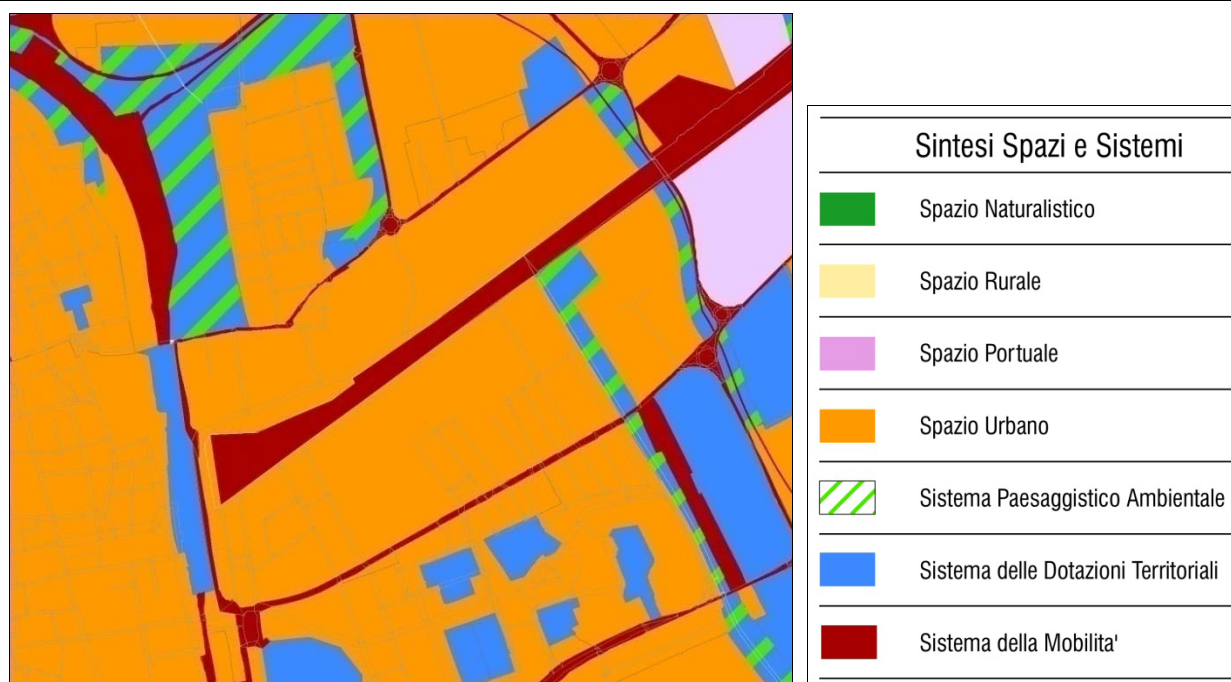 Sintesi Spazi e Sistemi
Spazio Naturalistico
Spazio Rurale
Spazio Portuale
Spazio Urbano
Sistema Paesaggistico Ambientale
Sistema delle Dotazioni Territoriali
Sistema della Mobilita'